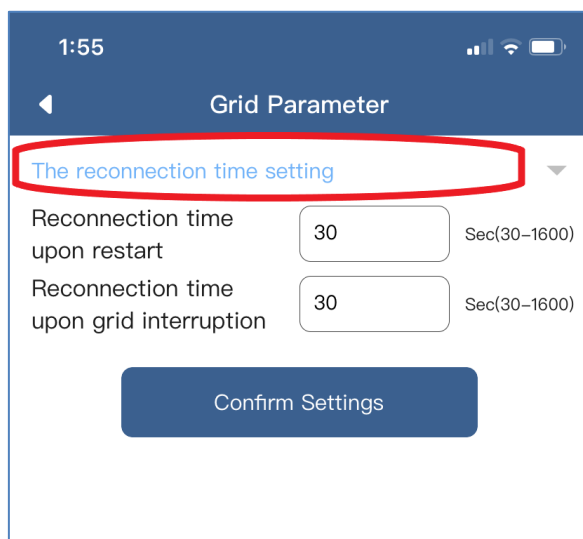 1:55
Grid Parameter
The reconnection time setting
Reconnection time
upon restart
30
Sec(30-1600)
Reconnection time
upon grid interruption
30
Sec(30-1600)
Confirm Settings